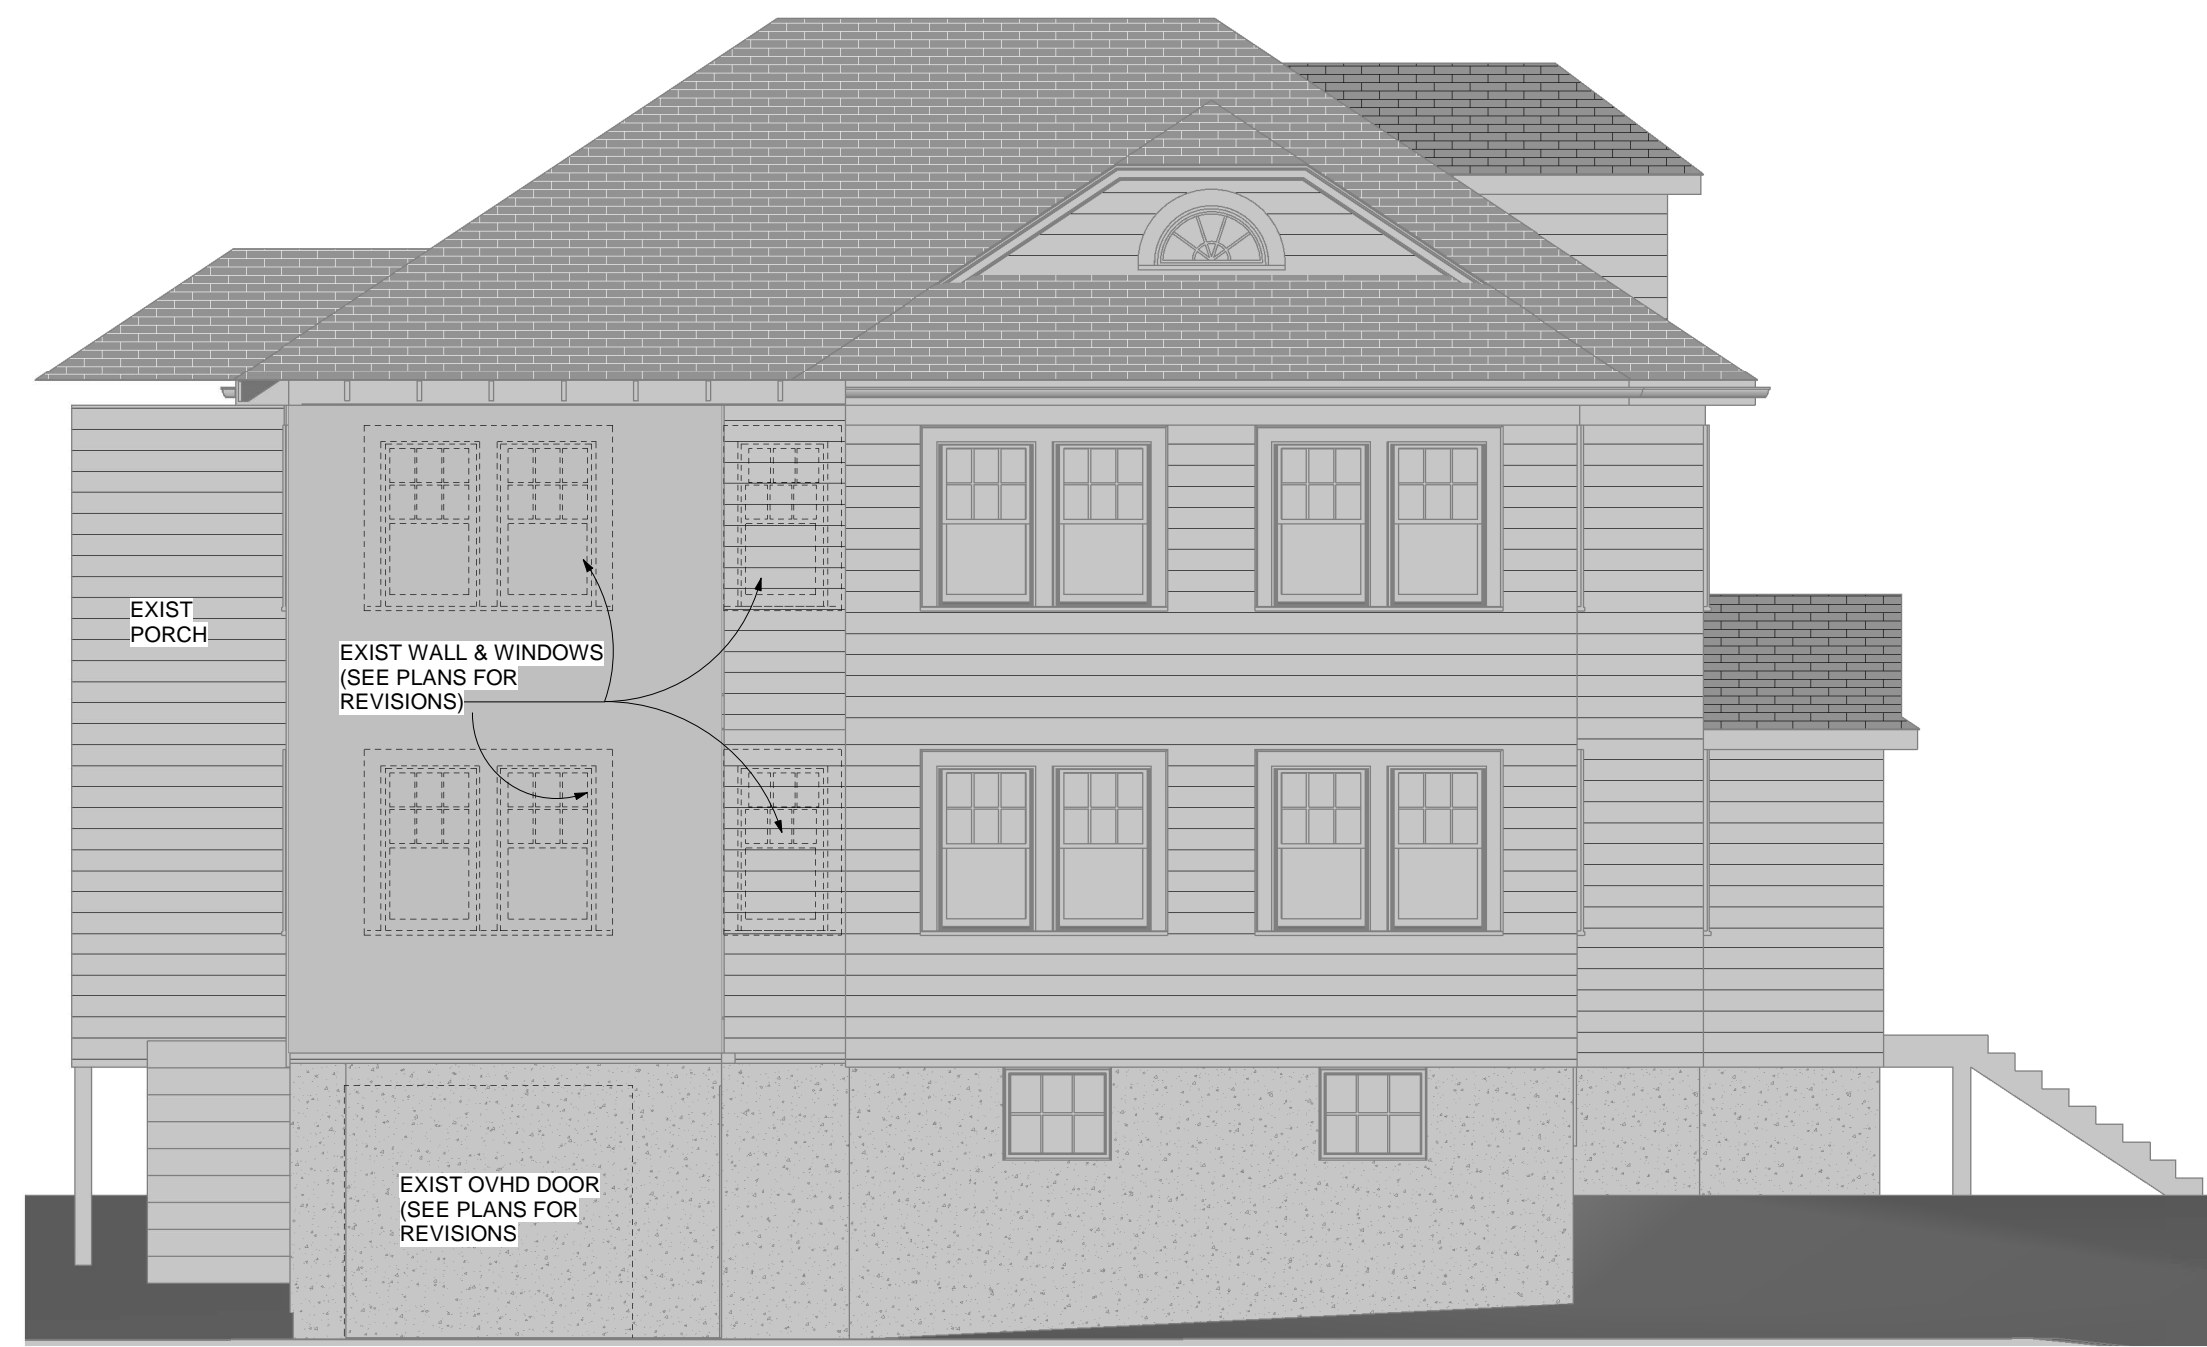 EXIST
PORCH
EXIST WALL & WINDOWS
(SEE PLANS FOR
REVISIONS)
EXIST OVHD DOOR
(SEE PLANS FOR
REVISIONS